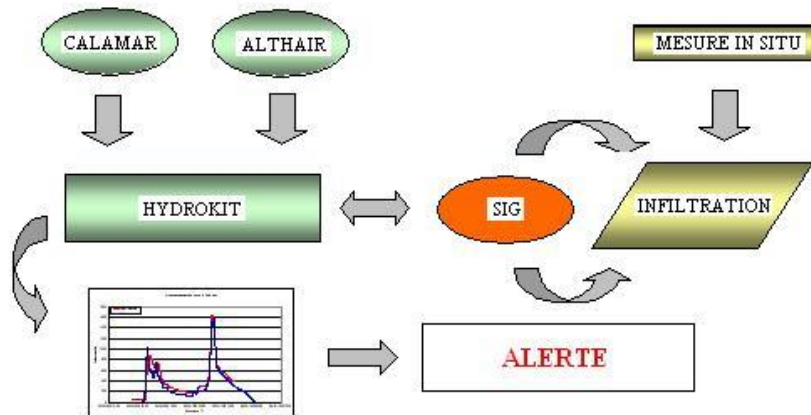 CALAMAR
ALTHAIR
MESURE IN SITU
HYDROKIT
SIG
INFILTRATION
ALERTE